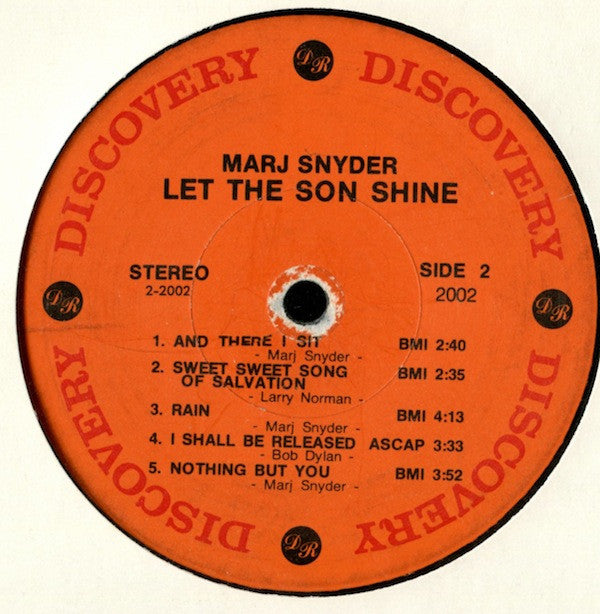 DISCOVERY
DR
DISCOVERY
MARJ SNYDER
LET THE SON SHINE
STEREO
2-2002
SIDE 2
2002
DR
DR
1. AND THERE I SIT BMI 2:40
- Marj Snyder -
2. SWEET SWEET SONG
OF SALVATION BMI 2:35
- Larry Norman -
3. RAIN BMI 4:13
- Marj Snyder -
4. I SHALL BE RELEASED ASCAP 3:33
- Bob Dylan -
5. NOTHING BUT YOU BMI 3:52
- Marj Snyder -
DISCOVERY
DR
DISCOVERY